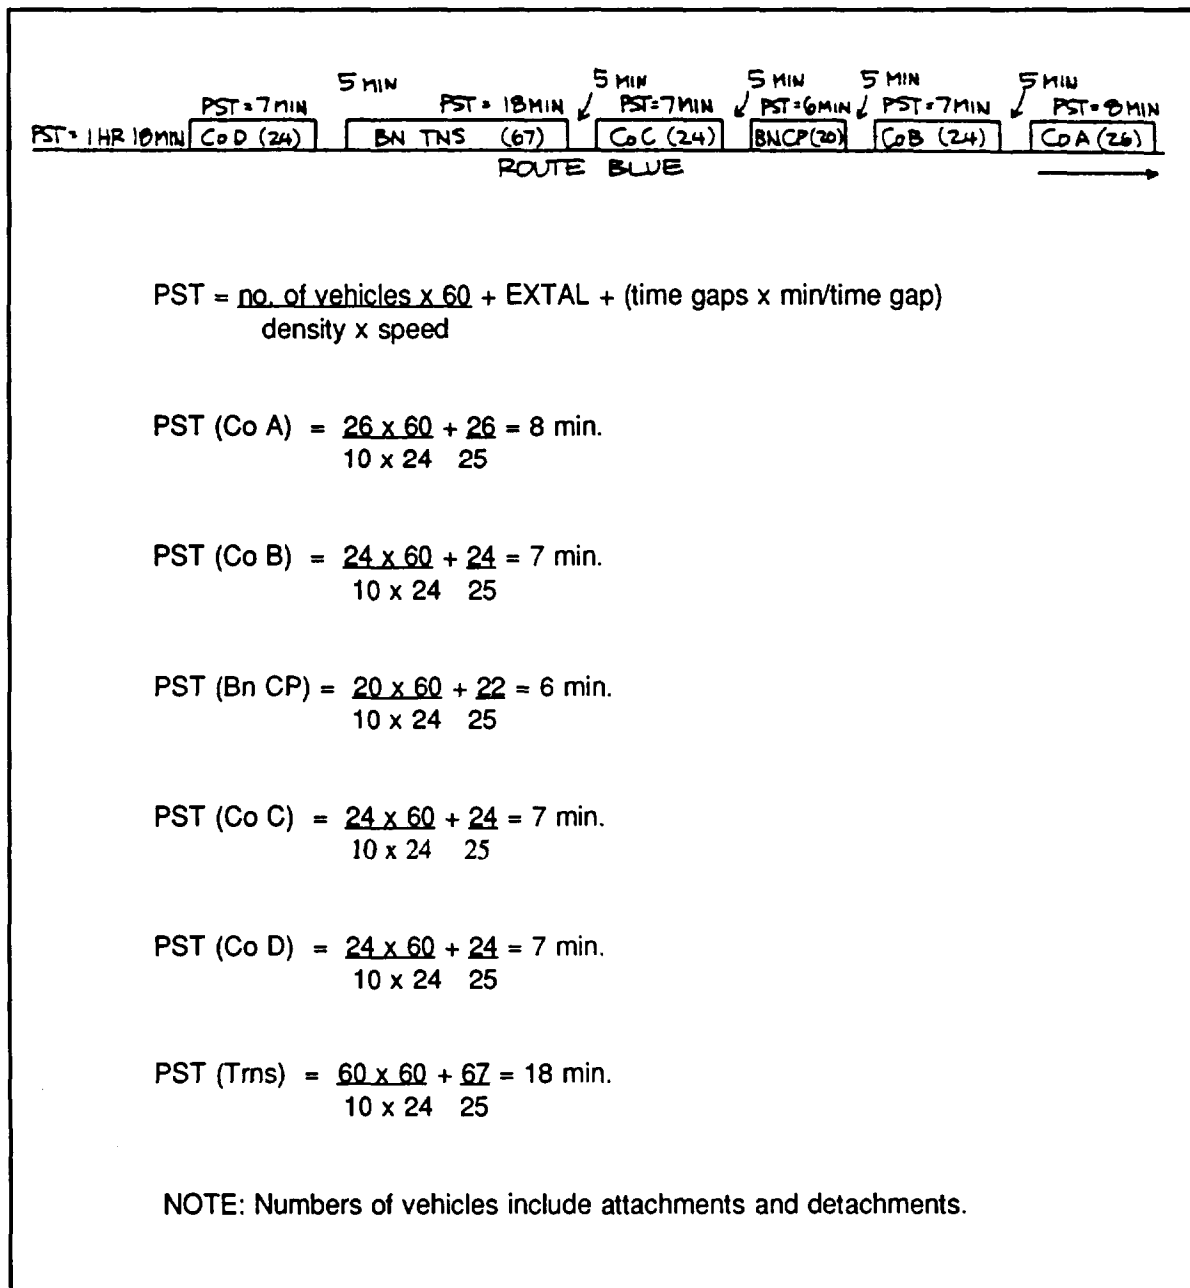 5 MIN 5 MIN 5 MIN 5 MIN 5 MIN
PST = 7 MIN PST = 18 MIN PST = 7 MIN PST = 6 MIN PST = 7 MIN PST = 8 MIN
PST = 1 HR 18 MIN Co D (24) BN TNS (67) Co C (24) BNCP (20) Co B (24) Co A (26)
ROUTE BLUE
PST = no. of vehicles x 60 + EXTAL + (time gaps x min/time gap)
density x speed
PST (Co A) = 26 x 60 + 26 = 8 min.
10 x 24 25
PST (Co B) = 24 x 60 + 24 = 7 min.
10 x 24 25
PST (Bn CP) = 20 x 60 + 22 = 6 min.
10 x 24 25
PST (Co C) = 24 x 60 + 24 = 7 min.
10 x 24 25
PST (Co D) = 24 x 60 + 24 = 7 min.
10 x 24 25
PST (Trns) = 60 x 60 + 67 = 18 min.
10 x 24 25
NOTE: Numbers of vehicles include attachments and detachments.